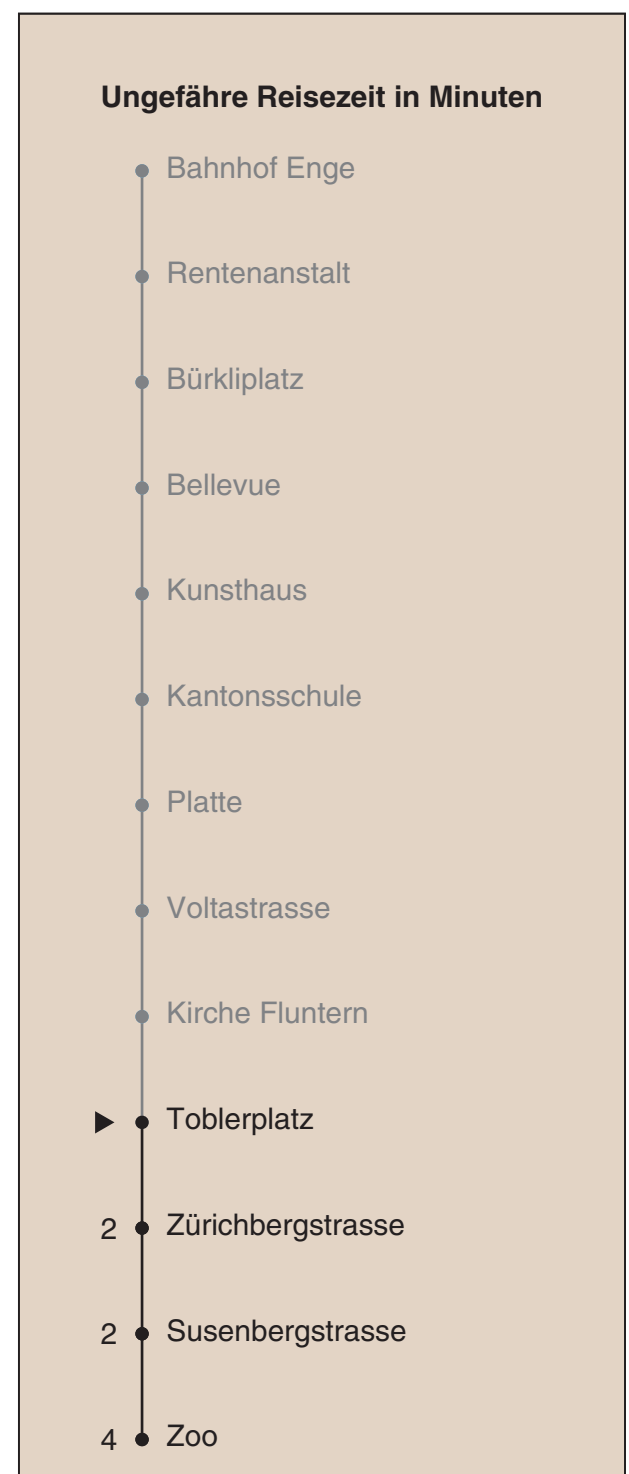 Ungefähre Reisezeit in Minuten
Bahnhof Enge
Rentenanstalt
Bürkliplatz
Bellevue
Kunsthaus
Kantonsschule
Platte
Voltastrasse
Kirche Fluntern
Toblerplatz
2 Zürichbergstrasse
2 Susenbergstrasse
4 Zoo